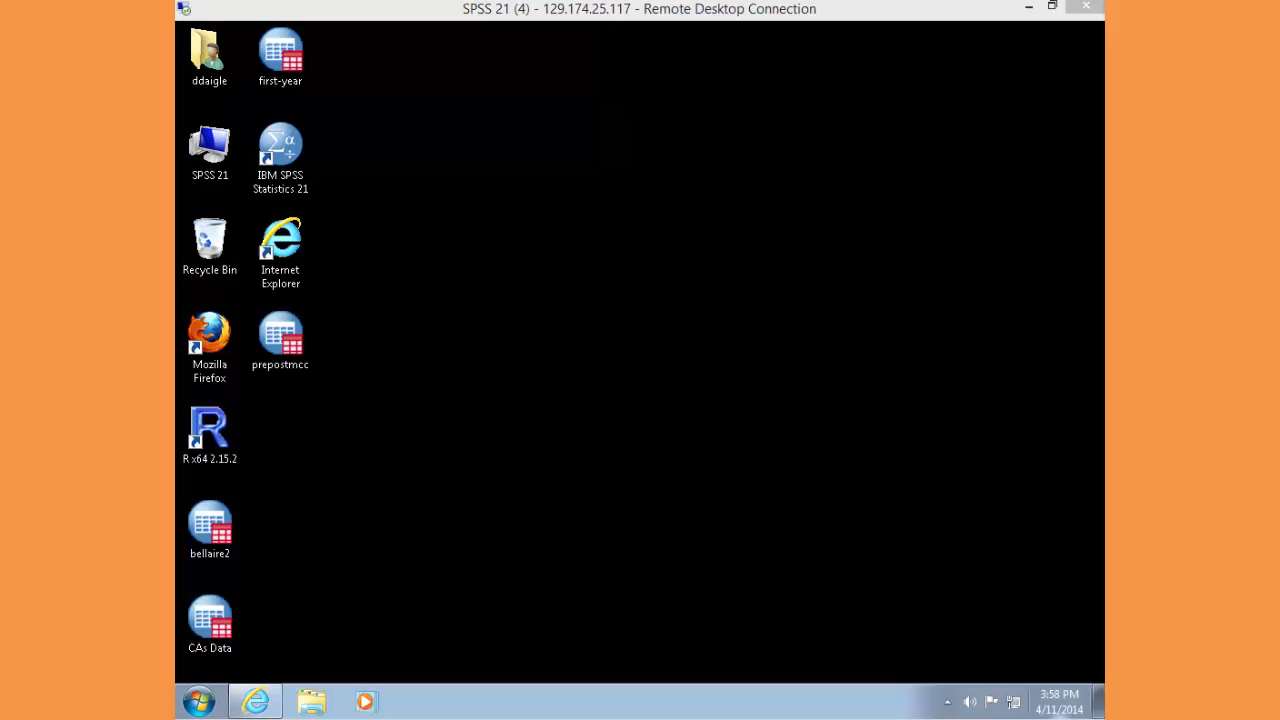 SPSS 21 (4) - 129.174.25.117 - Remote Desktop Connection
ddaigle
first-year
SPSS 21
IBM SPSS
Statistics 21
Recycle Bin
Internet
Explorer
Mozilla
Firefox
prepostmcc
R x64 2.15.2
bellaire2
CAs Data
3:58 PM
4/11/2014